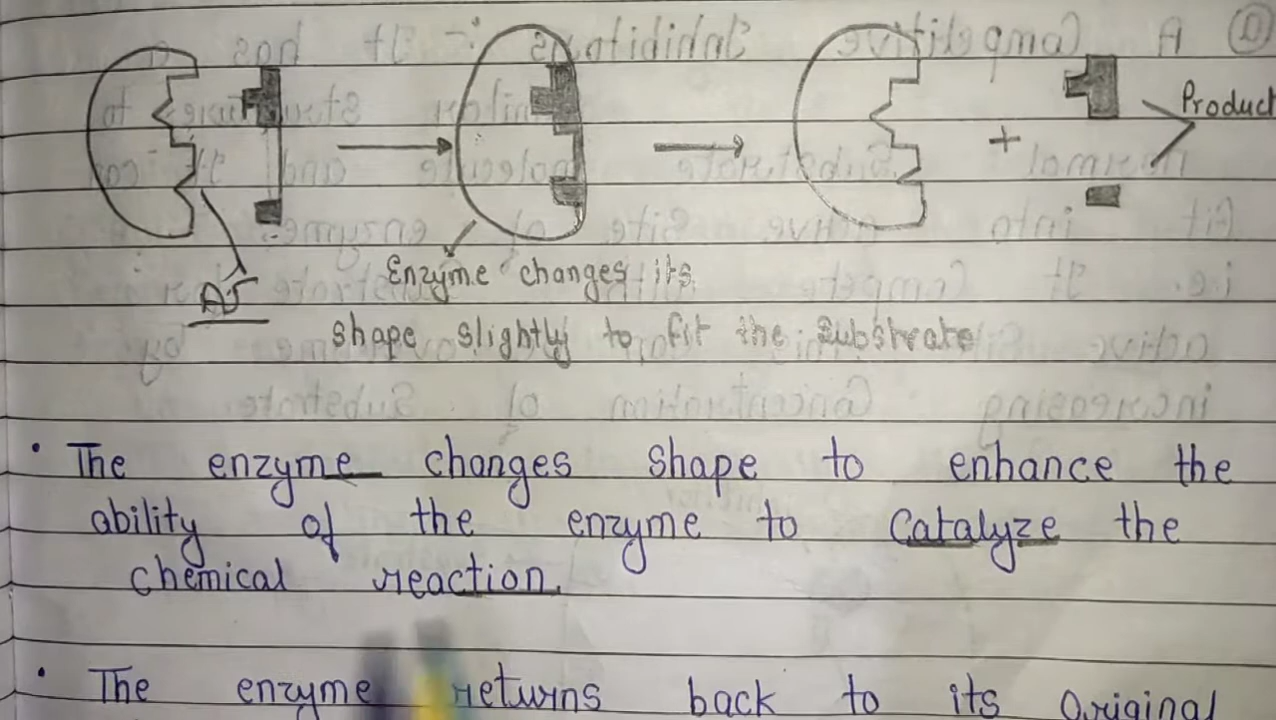 Product
AS
Enzyme changes its
shape slightly to fit the substrate
• The enzyme changes shape to enhance the
ability of the enzyme to catalyze the
chemical reaction.
• The enzyme returns back to its original